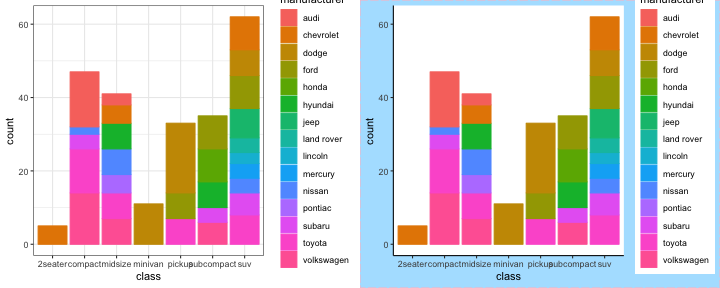 manufacturer
60
40
20
0
count
2seater compact midsize minivan pickup subcompact suv
class
audi
chevrolet
dodge
ford
honda
hyundai
jeep
land rover
lincoln
mercury
nissan
pontiac
subaru
toyota
volkswagen
manufacturer
60
40
20
0
count
2seater compact midsize minivan pickup subcompact suv
class
audi
chevrolet
dodge
ford
honda
hyundai
jeep
land rover
lincoln
mercury
nissan
pontiac
subaru
toyota
volkswagen